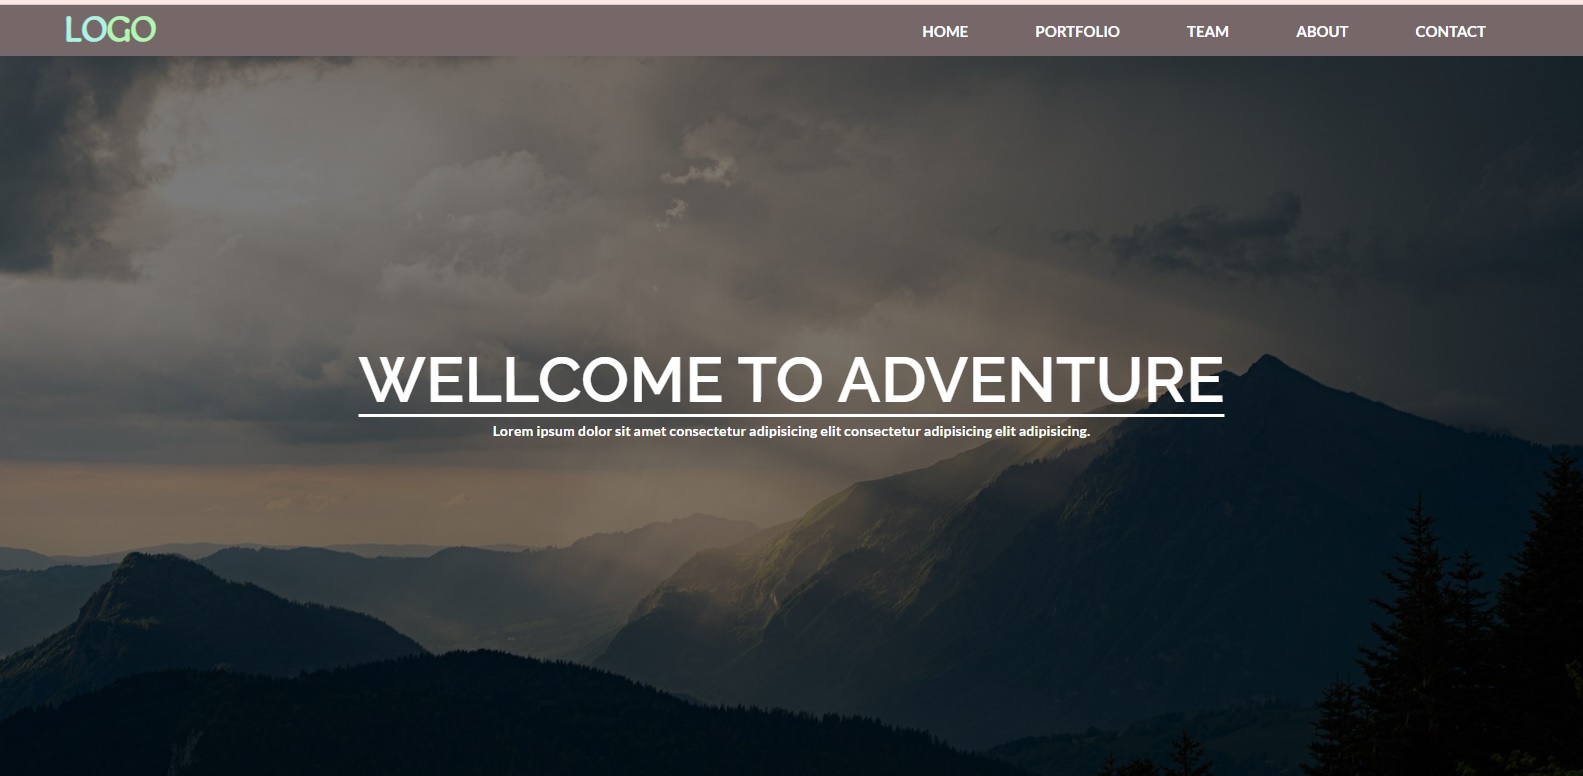 LOGO
HOME PORTFOLIO TEAM ABOUT CONTACT
WELLCOME TO ADVENTURE
Lorem ipsum dolor sit amet consectetur adipisicing elit consectetur adipisicing elit adipisicing.